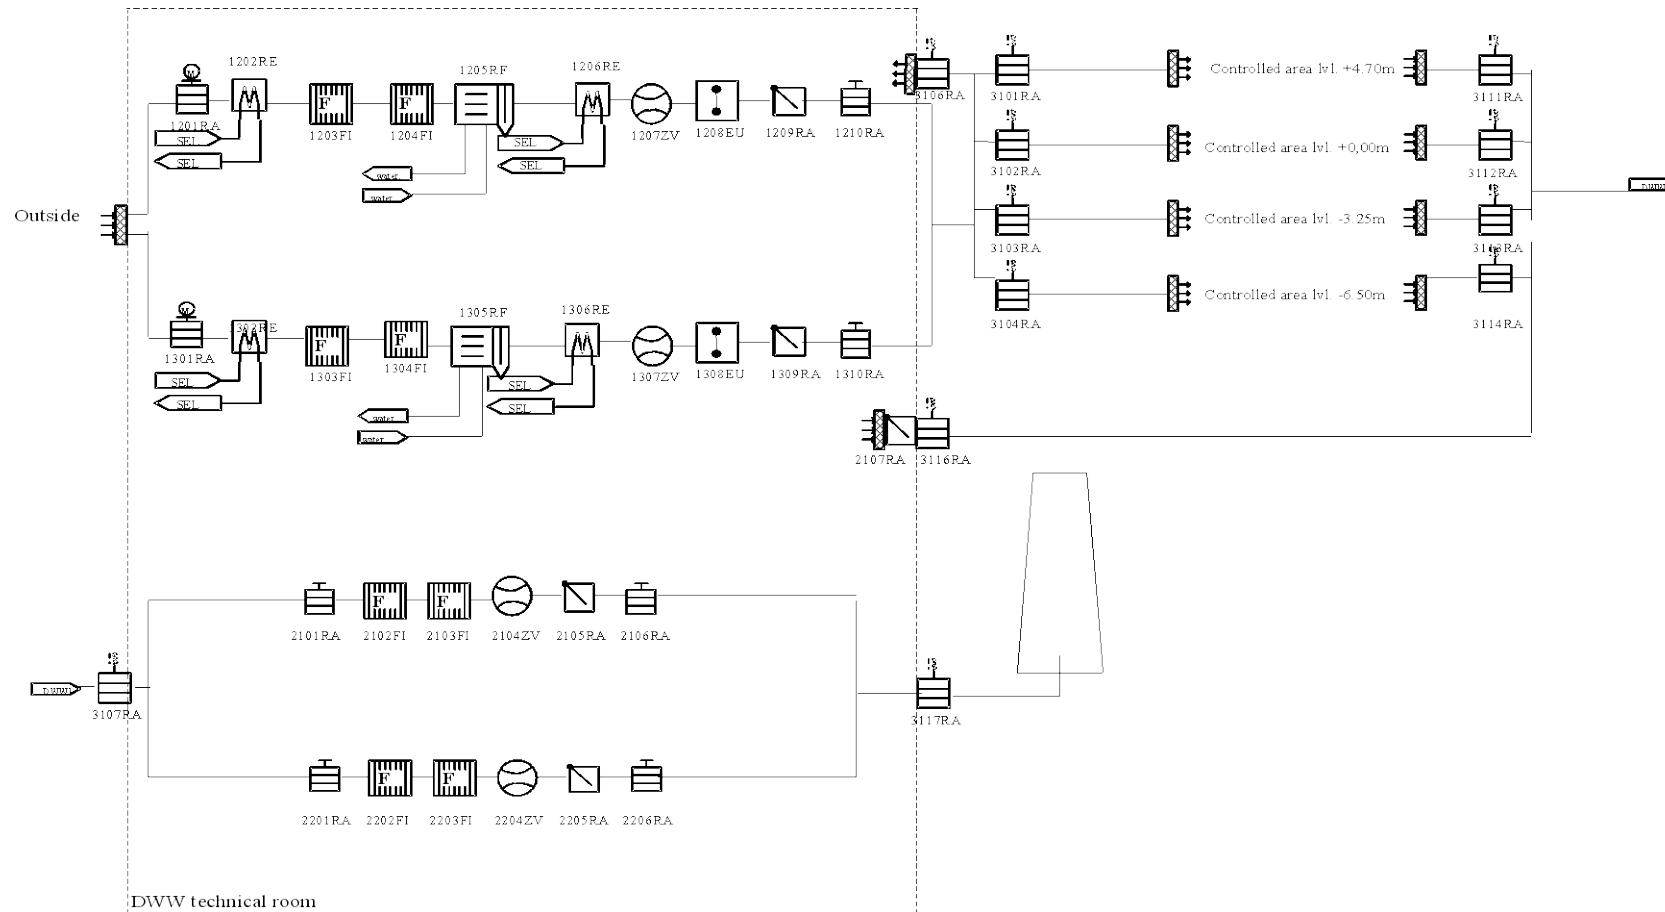 1202RE
1205RF
1206RE
Controlled area lvl. +4.70m
M
F
F
3106RA
3101RA
3111RA
1201RA
1203FI
1204FI
1207ZV
1208EU
1209RA
1210RA
SEL
SEL
SEL
SEL
Controlled area lvl. +0,00m
3102RA
3112RA
water
water
Outside
Controlled area lvl. -3.25m
3103RA
3113RA
Controlled area lvl. -6.50m
3104RA
3114RA
1302RE
1305RF
1306RE
F
F
1301RA
1303FI
1304FI
1307ZV
1308EU
1309RA
1310RA
SEL
SEL
SEL
SEL
water
water
2107RA
3116RA
F
F
2101RA
2102FI
2103FI
2104ZV
2105RA
2106RA
3107RA
3117RA
F
F
2201RA
2202FI
2203FI
2204ZV
2205RA
2206RA
DWW technical room